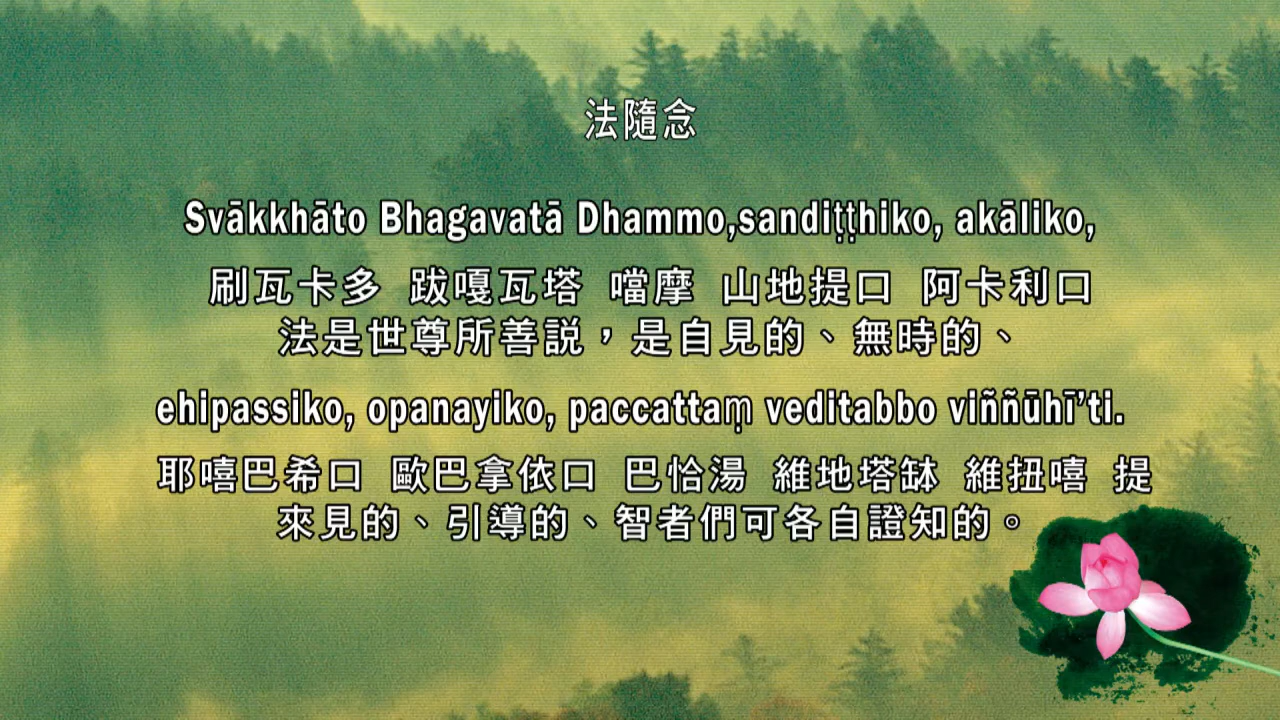 法隨念
Svākkhāto Bhagavatā Dhammo,sandiṭṭhiko, akāliko,
刷瓦卡多 跋嘎瓦塔 噹摩 山地提口 阿卡利口
法是世尊所善説，是自見的、無時的、
ehipassiko, opanayiko, paccattaṃ veditabbo viññūhī’ti.
耶嘻巴希口 歐巴拿依口 巴恰湯 維地塔缽 維扭嘻 提
來見的、引導的、智者們可各自證知的。